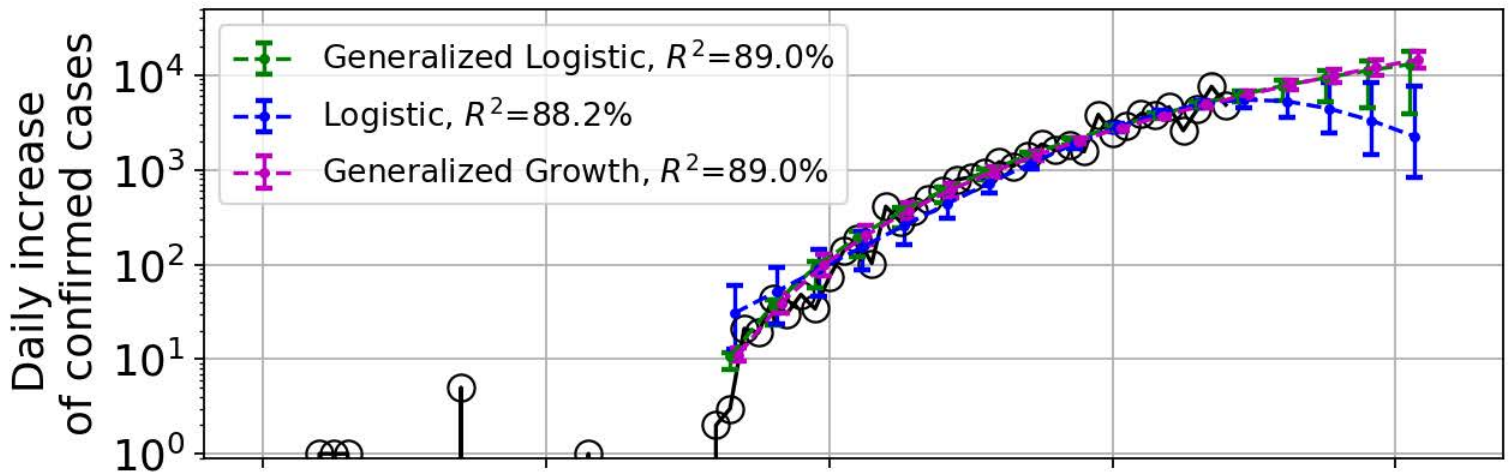 Daily increase
of confirmed cases
10⁴
10³
10²
10¹
10⁰
Generalized Logistic, R²=89.0%
Logistic, R²=88.2%
Generalized Growth, R²=89.0%